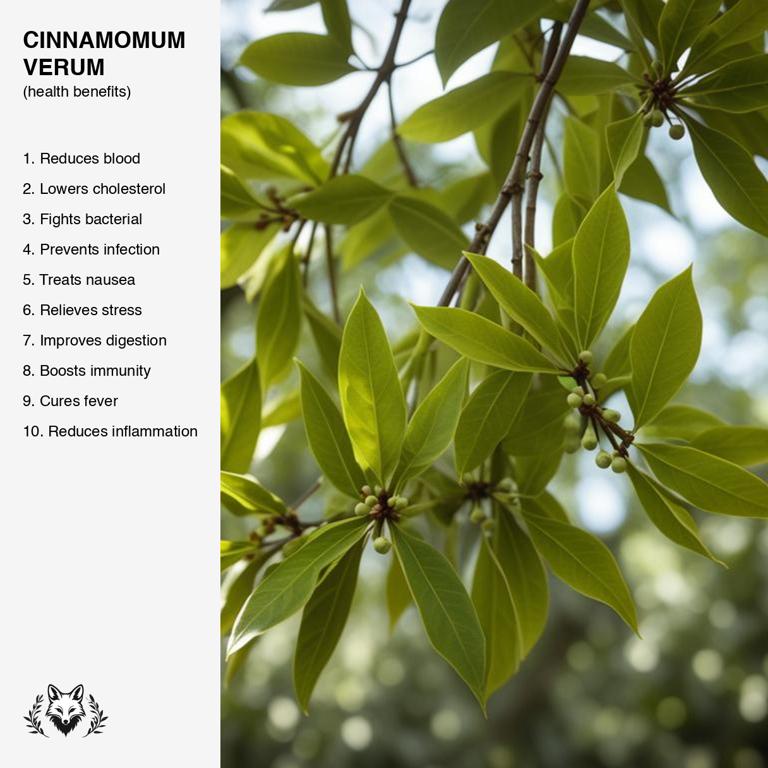 CINNAMOMUM
VERUM
(health benefits)
1. Reduces blood
2. Lowers cholesterol
3. Fights bacterial
4. Prevents infection
5. Treats nausea
6. Relieves stress
7. Improves digestion
8. Boosts immunity
9. Cures fever
10. Reduces inflammation